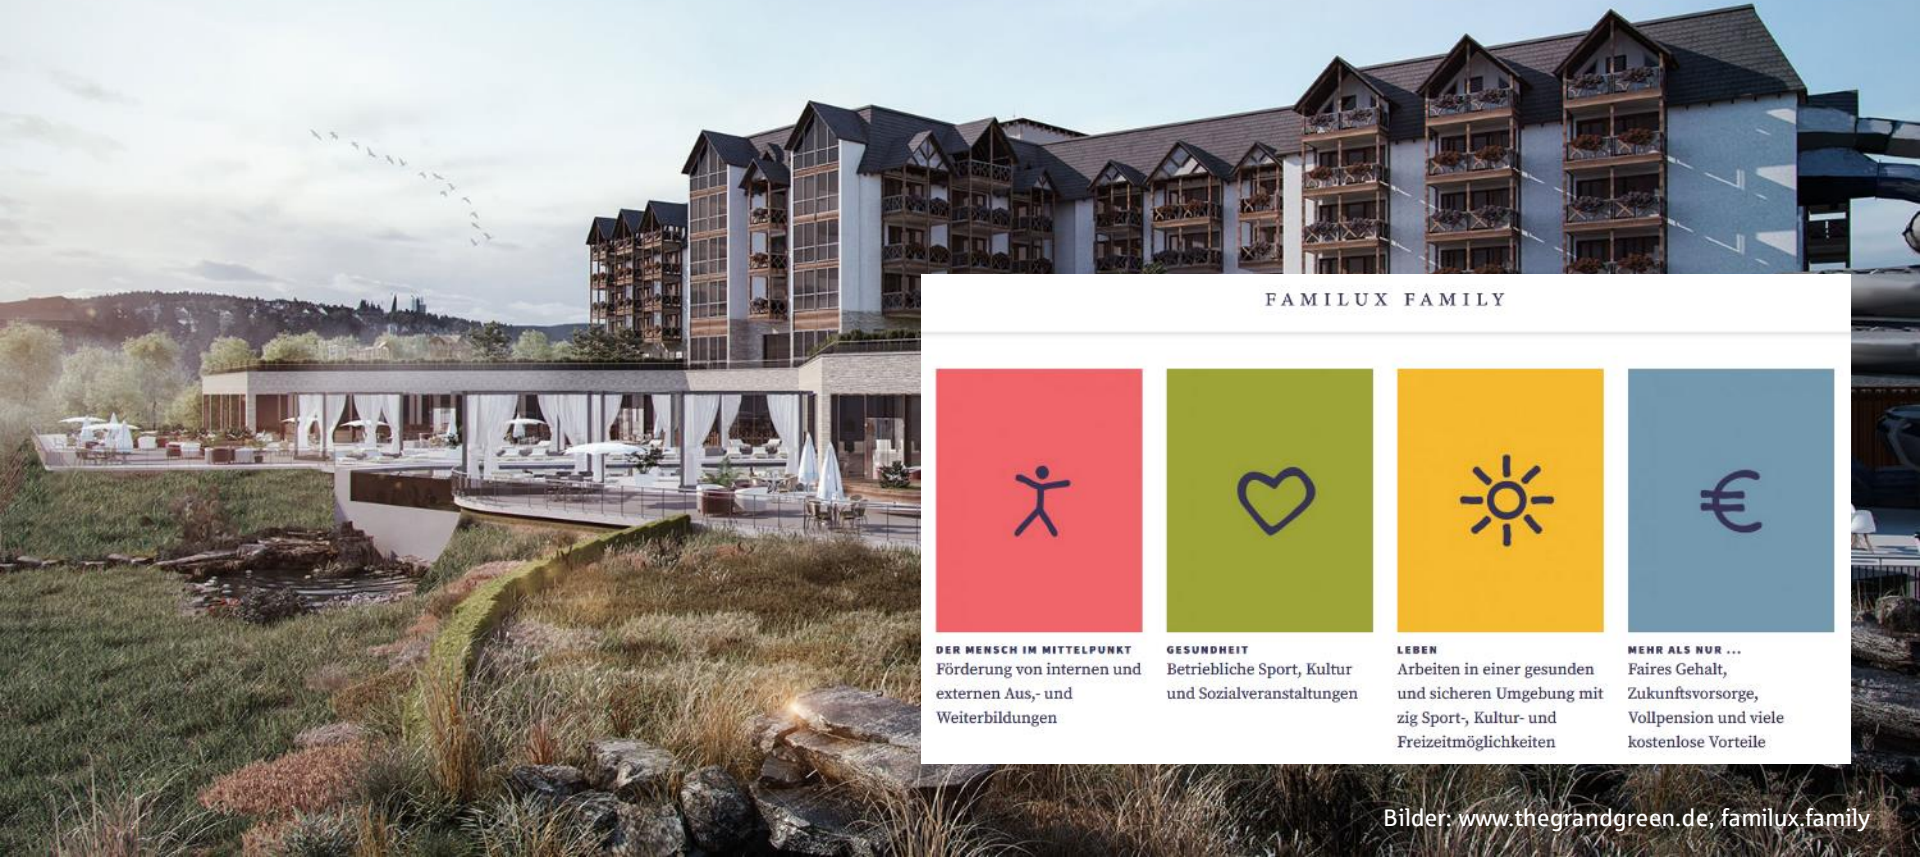 FAMILUX FAMILY
DER MENSCH IM MITTELPUNKT
Förderung von internen und
externen Aus,- und
Weiterbildungen
GESUNDHEIT
Betriebliche Sport, Kultur
und Sozialveranstaltungen
LEBEN
Arbeiten in einer gesunden
und sicheren Umgebung mit
zig Sport-, Kultur- und
Freizeitmöglichkeiten
MEHR ALS NUR ...
Faires Gehalt,
Zukunftsvorsorge,
Vollpension und viele
kostenlose Vorteile
Bilder: www.thegrandgreen.de, familux.family